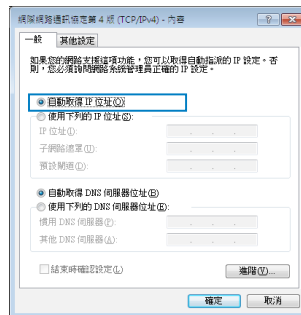 網際網路通訊協定第 4 版 (TCP/IPv4) - 內容
一般 其他設定
如果您的網路支援這項功能，您可以取得自動指派的 IP 設定。否
則，您必須詢問網路系統管理員正確的 IP 設定。
自動取得 IP 位址(O)
使用下列的 IP 位址(S):
IP 位址(I):
子網路遮罩(U):
預設閘道(D):
自動取得 DNS 伺服器位址(B)
使用下列的 DNS 伺服器位址(E):
慣用 DNS 伺服器(P):
其他 DNS 伺服器(A):
結束時確認設定(L)
進階(V)...
確定 取消